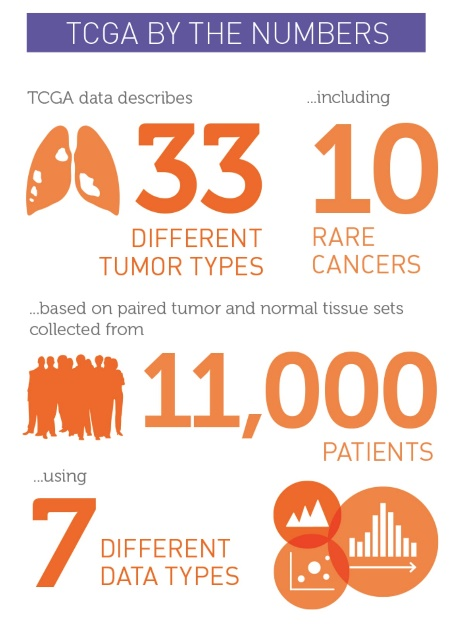 TCGA BY THE NUMBERS
TCGA data describes
33
DIFFERENT
TUMOR TYPES
...including
10
RARE
CANCERS
...based on paired tumor and normal tissue sets
collected from
11,000
PATIENTS
...using
7
DIFFERENT
DATA TYPES